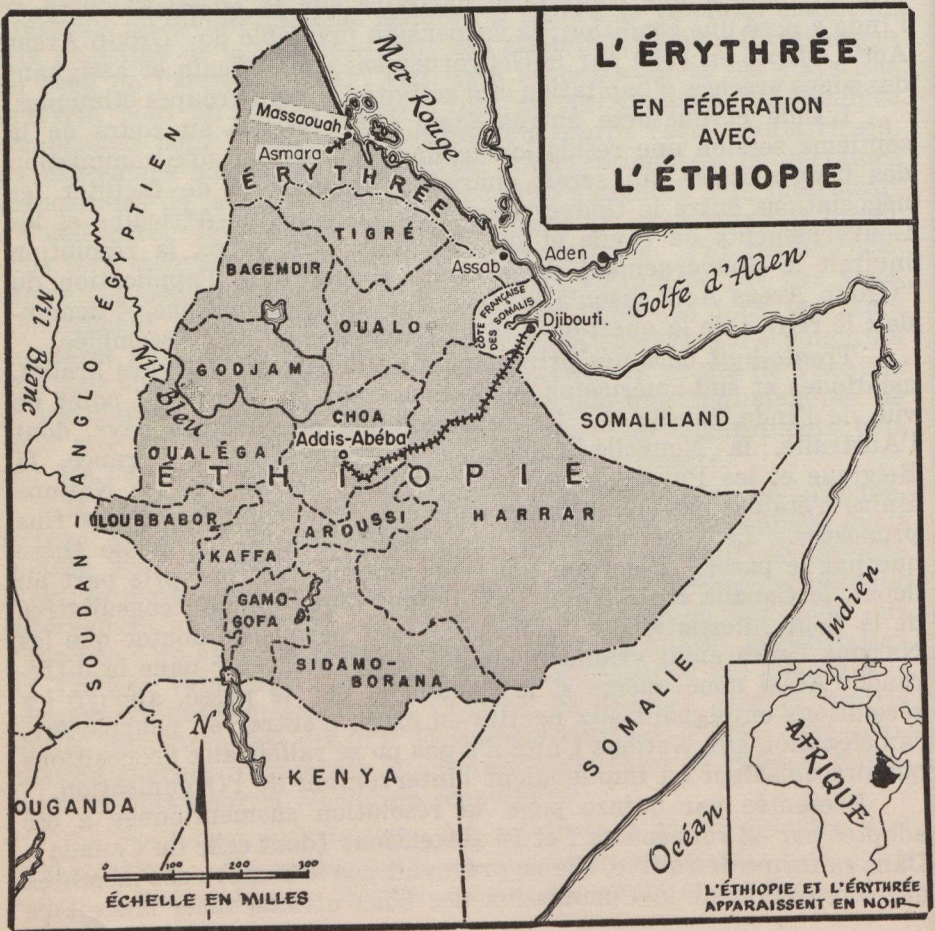 L'ÉRYTHRÉE
EN FÉDÉRATION
AVEC
L'ÉTHIOPIE
Mer Rouge
Massaouah
Asmara
ÉRYTHRÉE
TIGRÉ
BAGEMDIR
Assab
Aden
Golfe d'Aden
CÔTE FRANÇAISE
DES SOMALIS
Djibouti.
OUALO
GODJAM
Nil Bleu
Nil Blanc
SOUDAN ANGLO ÉGYPTIEN
CHOA
Addis-Abéba
SOMALILAND
OUALÉGA
ÉTHIOPIE
HARRAR
ILOUBBABOR
AROUSSI
KAFFA
GAMO-
GOFA
SIDAMO-
BORANA
SOMALIE
Océan Indien
N
KENYA
OUGANDA
0 100 200 300
ÉCHELLE EN MILLES
AFRIQUE
L'ÉTHIOPIE ET L'ÉRYTHRÉE
APPARAISSENT EN NOIR